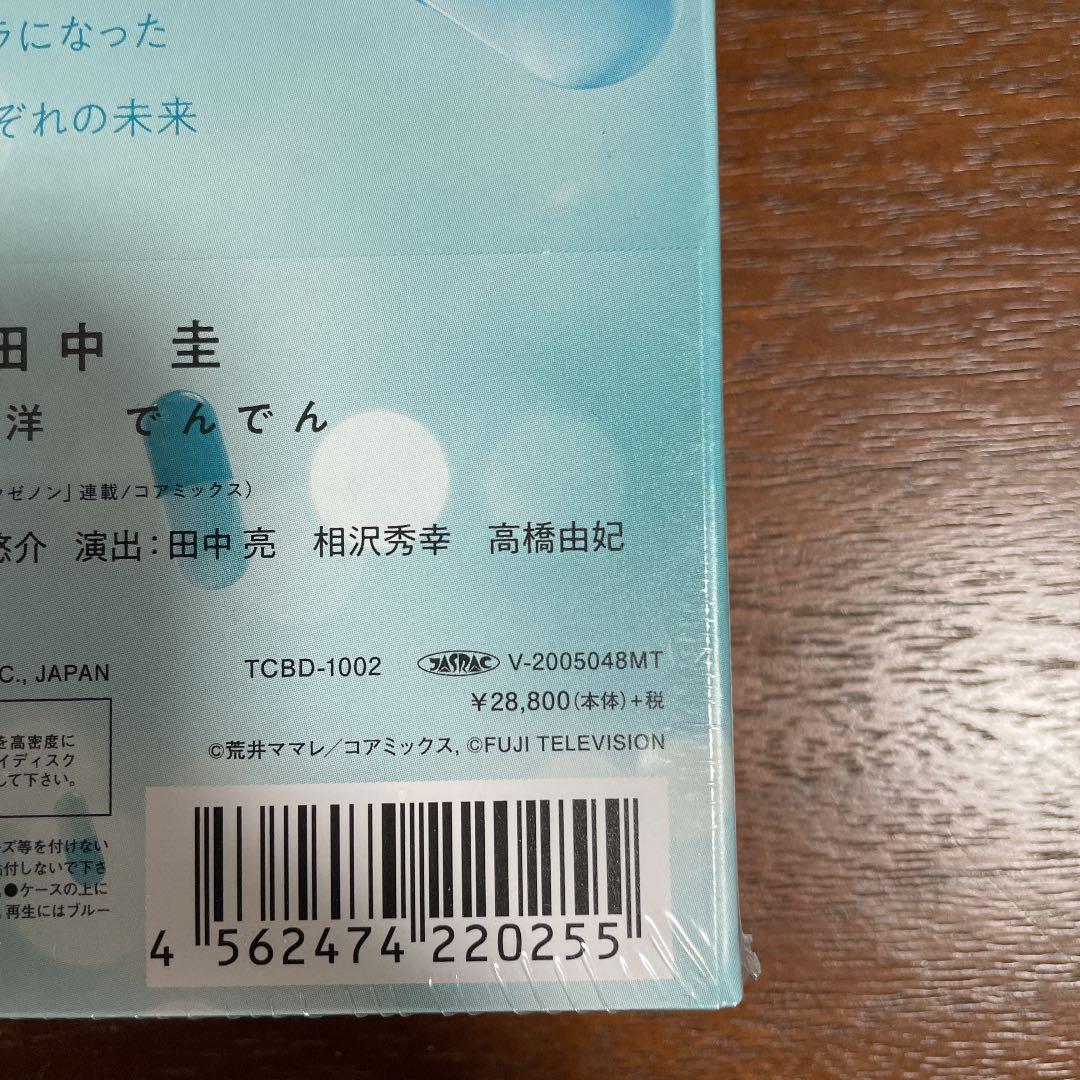 ラになった
ぞれの未来
田中 圭
洋 でんでん
ゼノン」連載/コアミックス)
悠介 演出:田中 亮 相沢秀幸 高橋由妃
C., JAPAN
TCBD-1002 JASRAC V-2005048MT
¥28,800(本体)+税
©荒井ママレ/コアミックス, ©FUJI TELEVISION
を高密度に
イディスク
して下さい。
ズ等を付けない
付しないで下さ
●ケースの上に
再生にはブルー
4 562474 220255